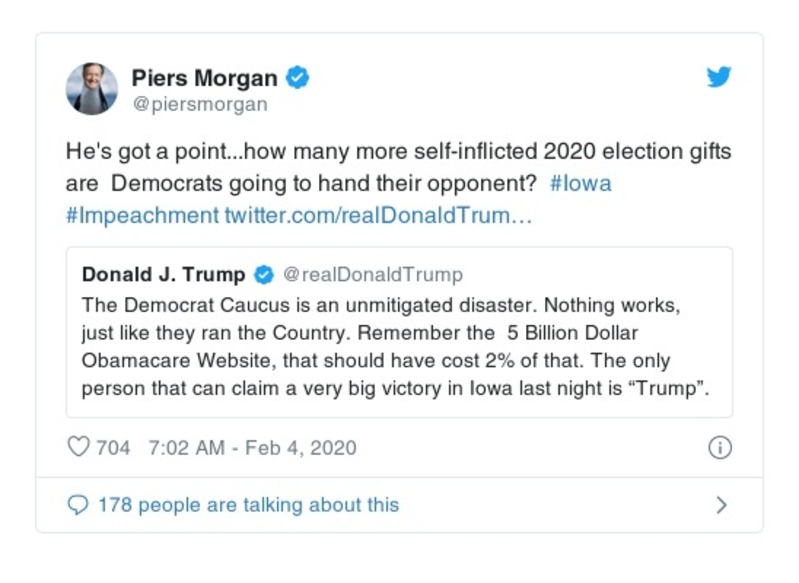 Piers Morgan
@piersmorgan
He's got a point...how many more self-inflicted 2020 election gifts
are  Democrats going to hand their opponent?  #Iowa
#Impeachment twitter.com/realDonaldTrum…
Donald J. Trump @realDonaldTrump
The Democrat Caucus is an unmitigated disaster. Nothing works,
just like they ran the Country. Remember the  5 Billion Dollar
Obamacare Website, that should have cost 2% of that. The only
person that can claim a very big victory in Iowa last night is “Trump”.
704 7:02 AM - Feb 4, 2020
178 people are talking about this